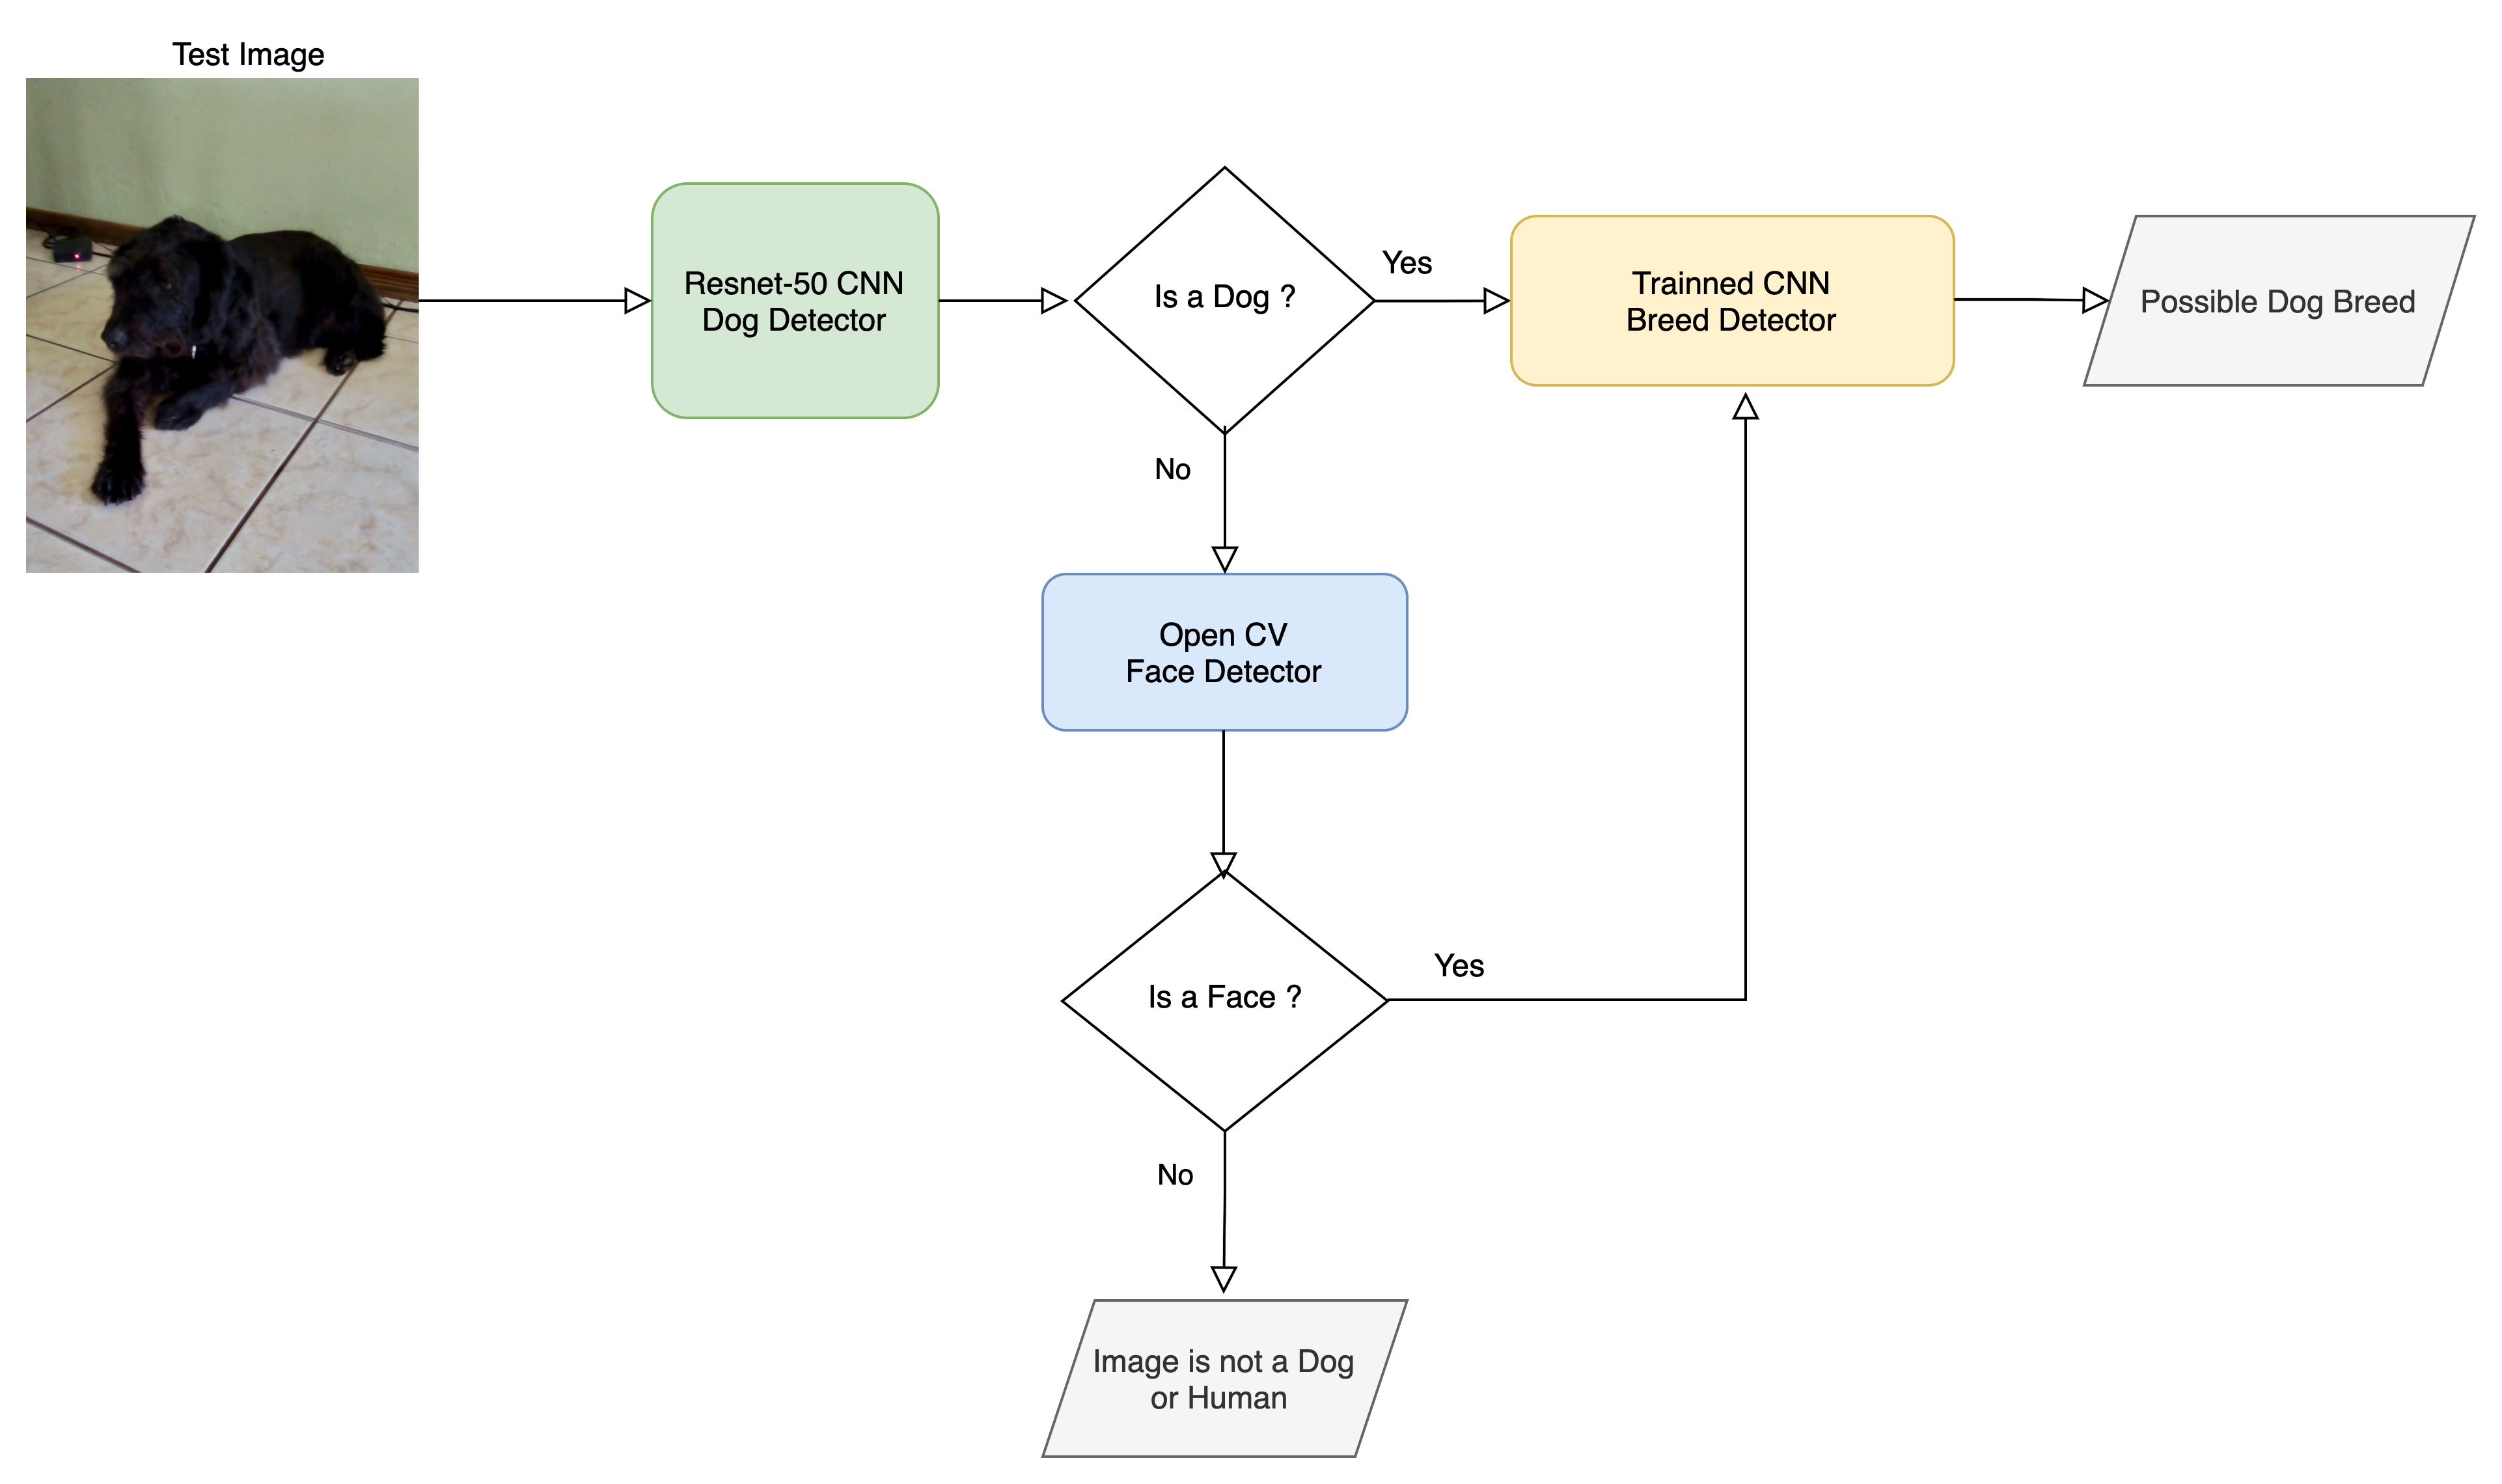 Test Image
Resnet-50 CNN
Dog Detector
Is a Dog ?
Yes
Trainned CNN
Breed Detector
Possible Dog Breed
No
Open CV
Face Detector
Is a Face ?
Yes
No
Image is not a Dog
or Human